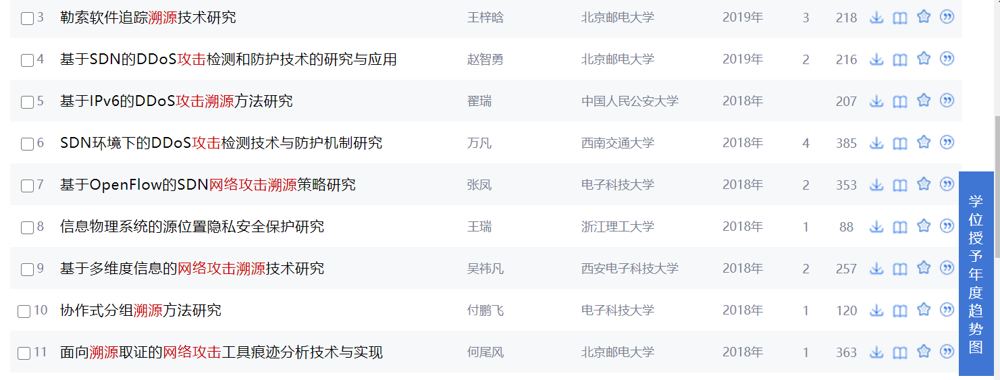 3 勒索软件追踪溯源技术研究 王梓晗 北京邮电大学 2019年 3 218
4 基于SDN的DDoS攻击检测和防护技术的研究与应用 赵智勇 北京邮电大学 2019年 2 216
5 基于IPv6的DDoS攻击溯源方法研究 翟瑞 中国人民公安大学 2018年 207
6 SDN环境下的DDoS攻击检测技术与防护机制研究 万凡 西南交通大学 2018年 4 385
7 基于OpenFlow的SDN网络攻击溯源策略研究 张凤 电子科技大学 2018年 2 353
8 信息物理系统的源位置隐私安全保护研究 王瑞 浙江理工大学 2018年 1 88
9 基于多维度信息的网络攻击溯源技术研究 吴祎凡 西安电子科技大学 2018年 2 257
10 协作式分组溯源方法研究 付鹏飞 电子科技大学 2018年 1 120
11 面向溯源取证的网络攻击工具痕迹分析技术与实现 何尾风 北京邮电大学 2018年 1 363
学位授予年度趋势图